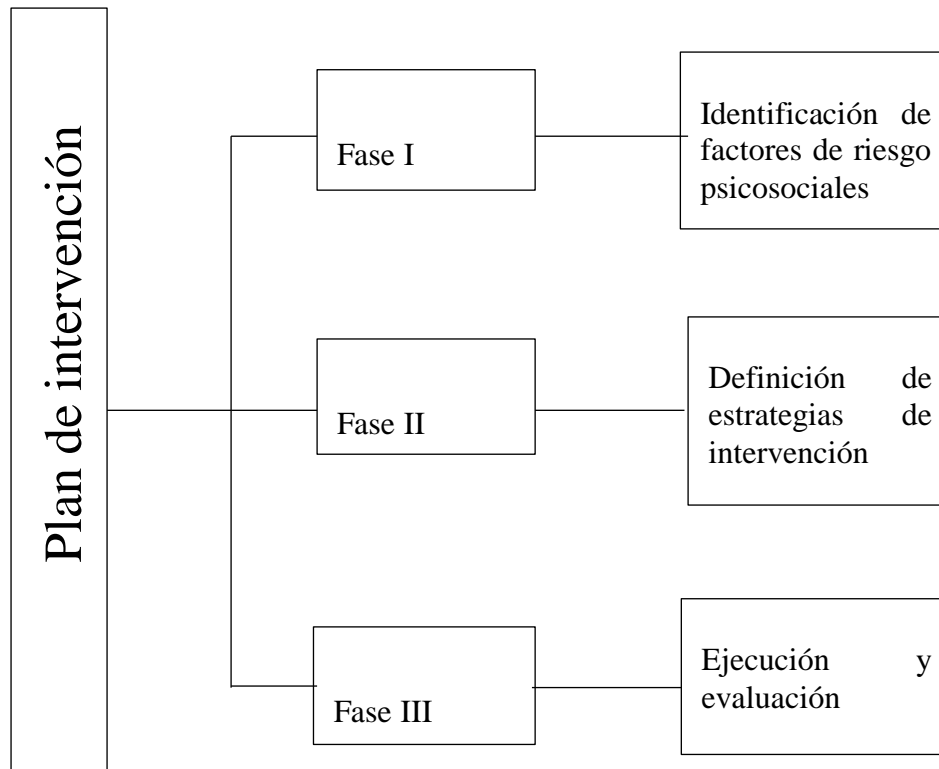 Plan de intervención
Fase I
Identificación de
factores de riesgo
psicosociales
Fase II
Definición de
estrategias de
intervención
Fase III
Ejecución y
evaluación